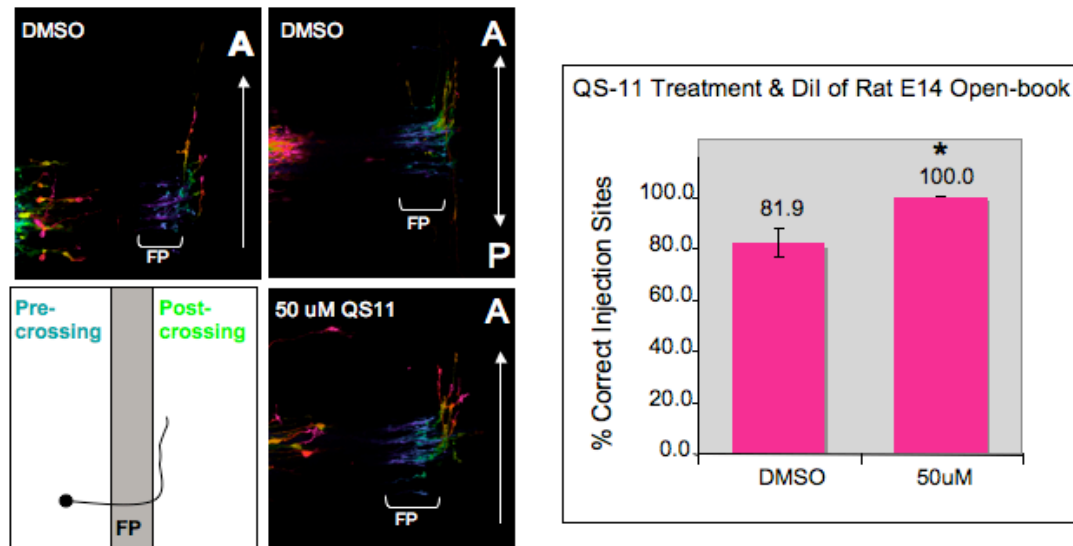 DMSO
A
FP
DMSO
A
FP
P
Pre-
crossing
Post-
crossing
FP
50 uM QS11
A
FP
QS-11 Treatment & DiI of Rat E14 Open-book
% Correct Injection Sites
100.0
80.0
60.0
40.0
20.0
0.0
81.9
*
100.0
DMSO
50uM